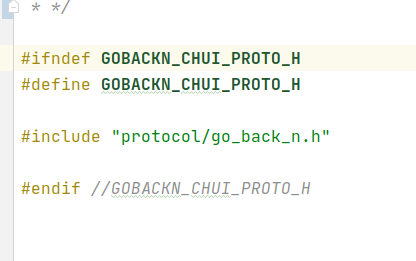 * */
#ifndef GOBACKN_CHUI_PROTO_H
#define GOBACKN_CHUI_PROTO_H
#include "protocol/go_back_n.h"
#endif //GOBACKN_CHUI_PROTO_H